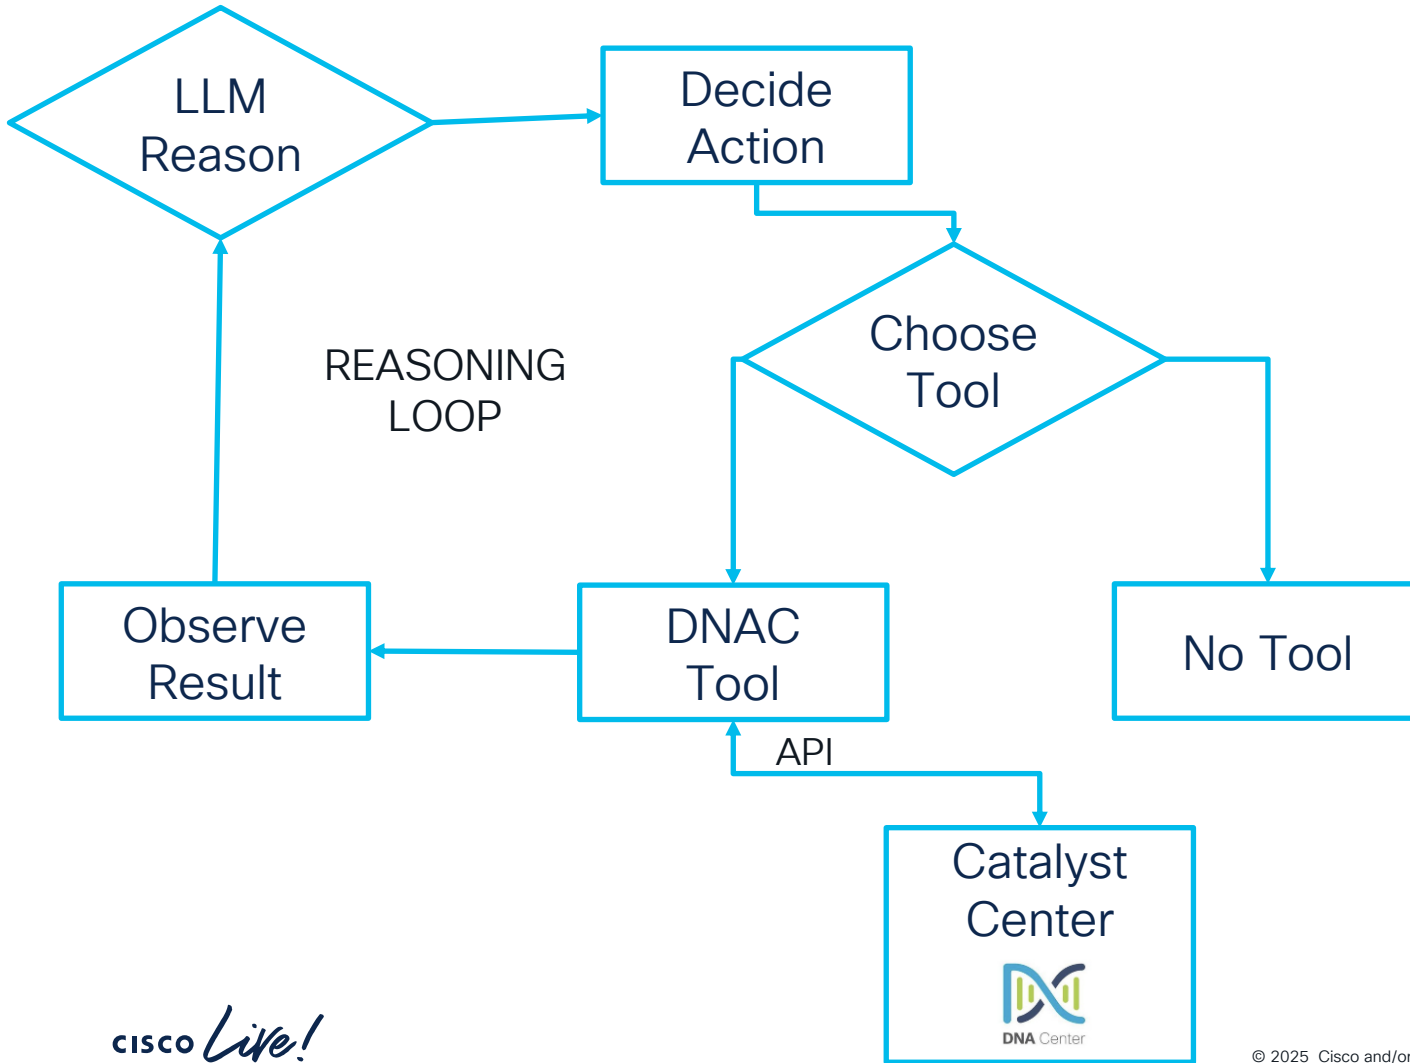 LLM
Reason
Decide
Action
Choose
Tool
REASONING
LOOP
Observe
Result
DNAC
Tool
No Tool
API
Catalyst
Center
DNA Center
CISCO Live!
© 2025 Cisco and/or